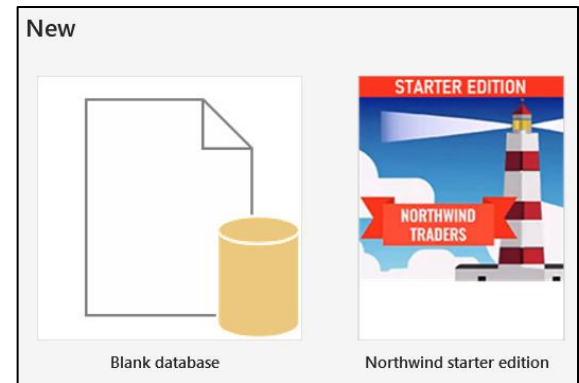 New
STARTER EDITION
NORTHWIND
TRADERS
Blank database
Northwind starter edition